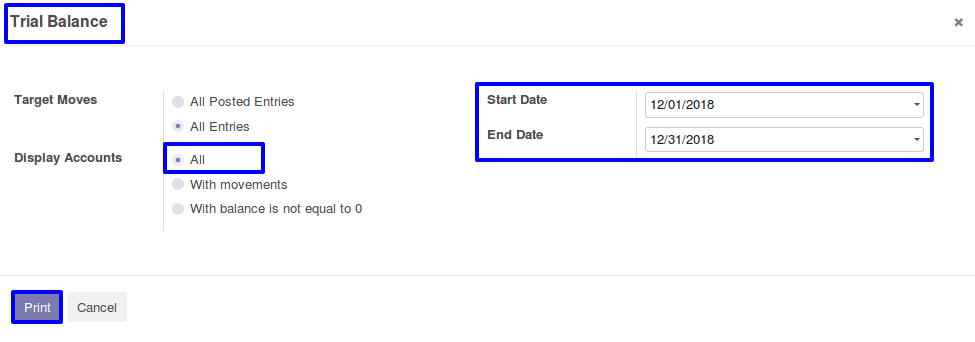 Trial Balance
×
Target Moves
All Posted Entries
All Entries
Display Accounts
All
With movements
With balance is not equal to 0
Start Date
12/01/2018
End Date
12/31/2018
Print
Cancel